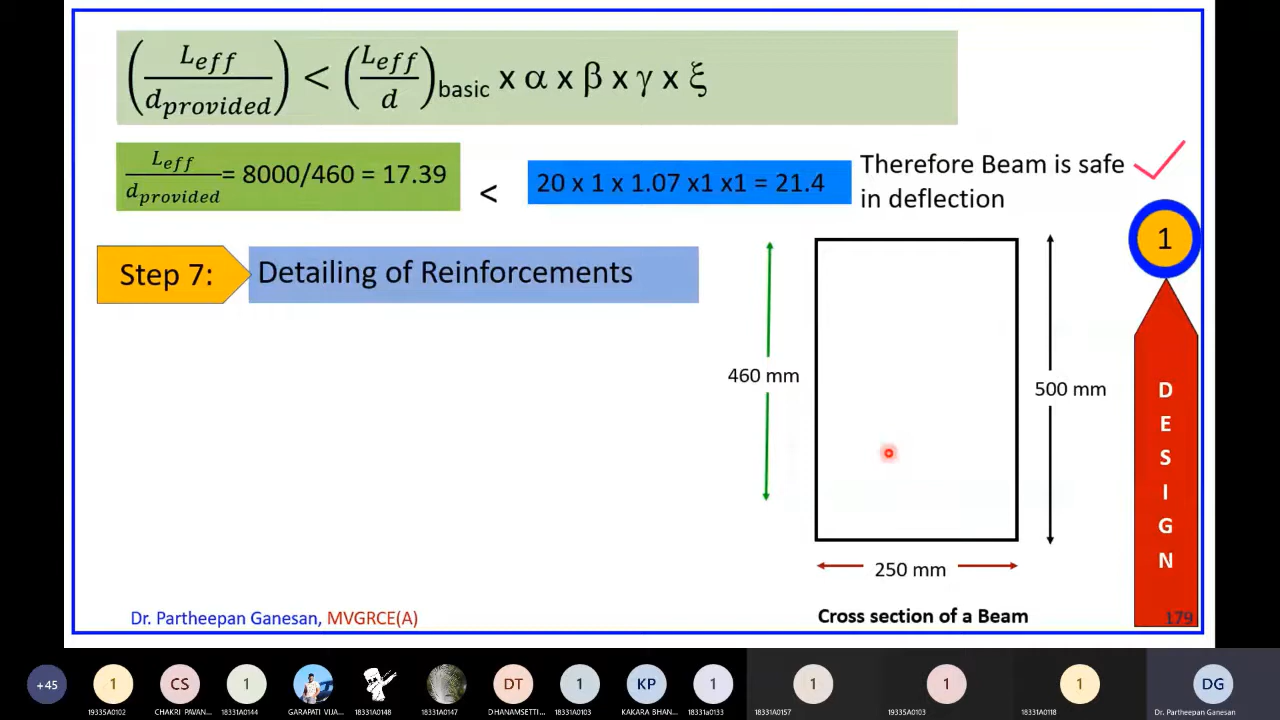 (L_eff / d_provided) < (L_eff / d)basic x α x β x γ x ξ
L_eff / d_provided = 8000/460 = 17.39
<
20 x 1 x 1.07 x1 x1 = 21.4
Therefore Beam is safe
in deflection
1
Step 7:
Detailing of Reinforcements
460 mm
500 mm
250 mm
D
E
S
I
G
N
Dr. Partheepan Ganesan, MVGRCE(A)
Cross section of a Beam
179
+45
1
CS
1
DT
1
KP
1
1
1
1
DG
19335A0102
CHAKRI PAVAN...
18331A0144
GARAPATI VIJA...
18331A0148
18331A0147
DHANAMSETTI...
18331A0103
KAKARA BHAN...
18331a0133
18331A0157
19335A0103
18331A0118
Dr. Partheepan Ganesan